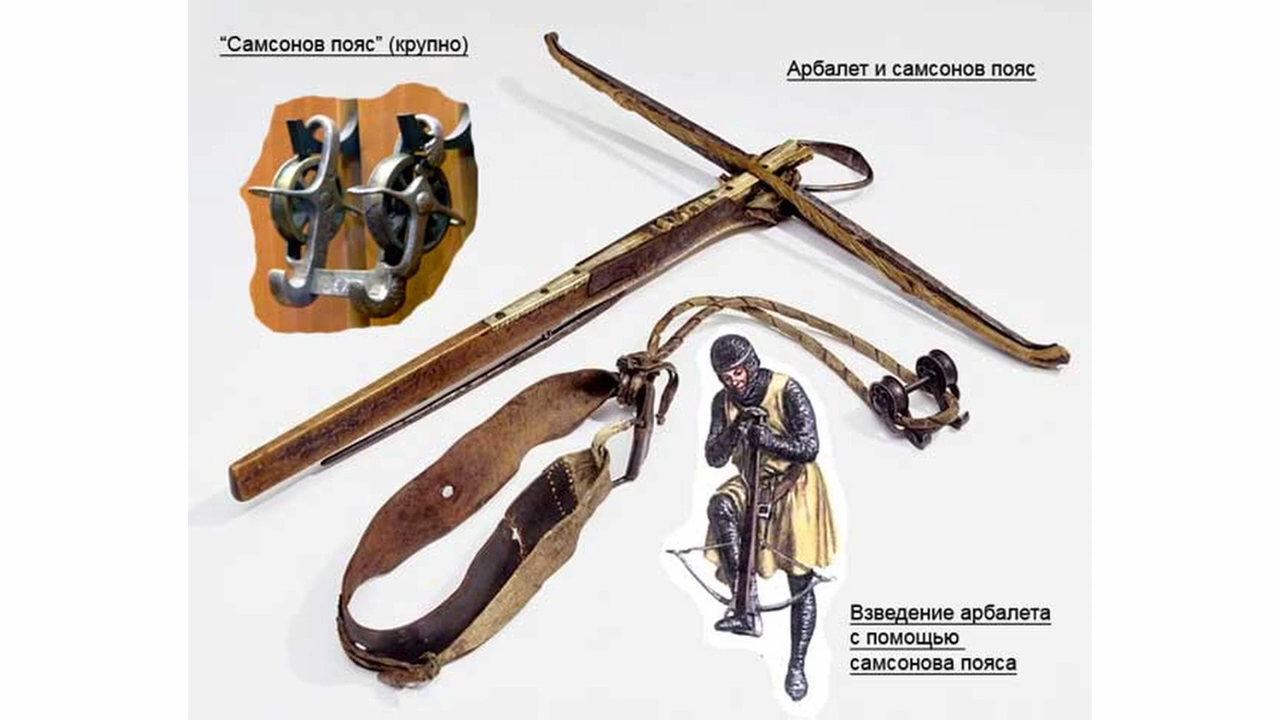 “Самсонов пояс” (крупно)
Арбалет и самсонов пояс
Взведение арбалета
с помощью
самсонова пояса